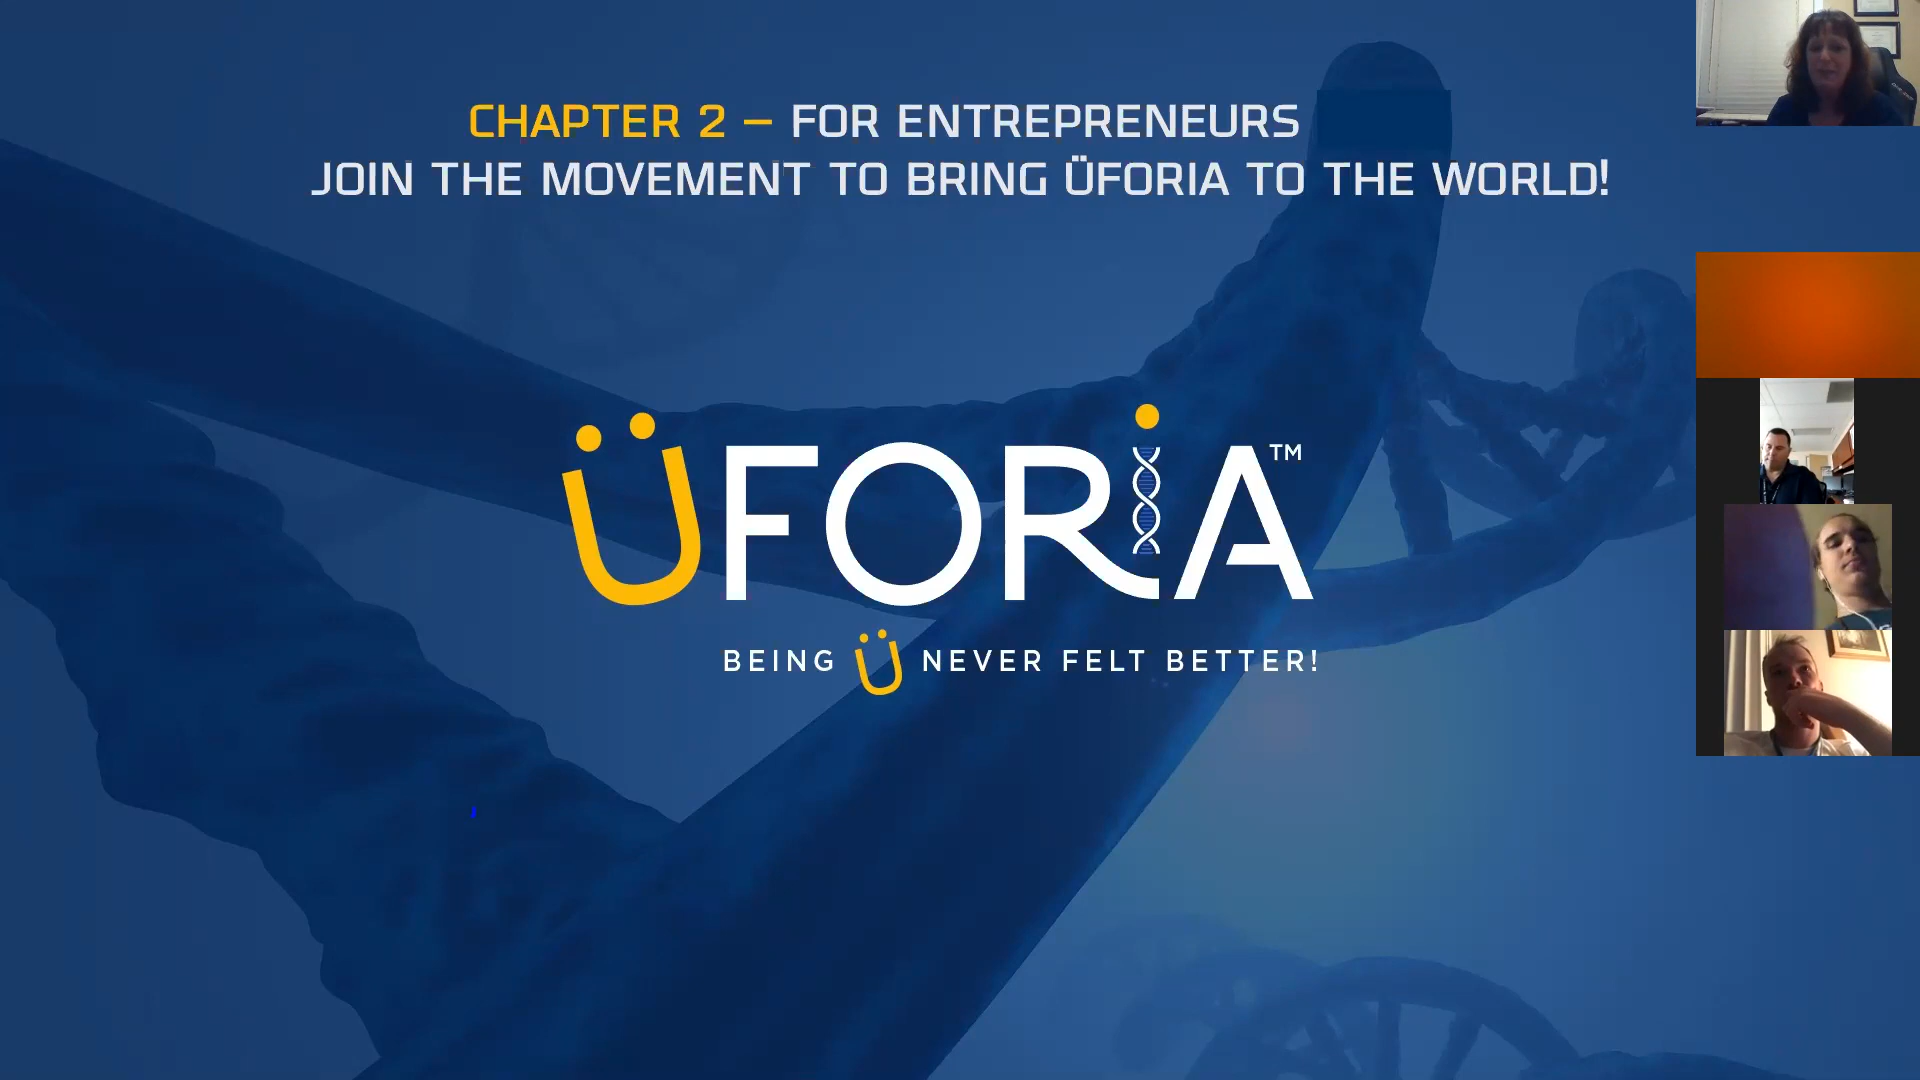 CHAPTER 2 – FOR ENTREPRENEURS
JOIN THE MOVEMENT TO BRING ÜFORIA TO THE WORLD!
ÜFORiA™
BEING Ü NEVER FELT BETTER!